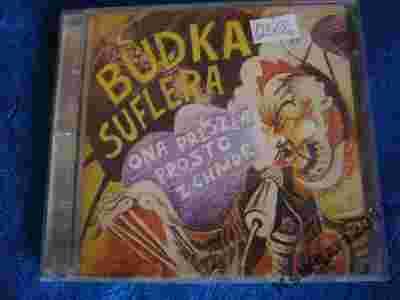 BUDKA
SUFLERA
ONA PRZYSZŁA
PROSTO
Z CHMUR